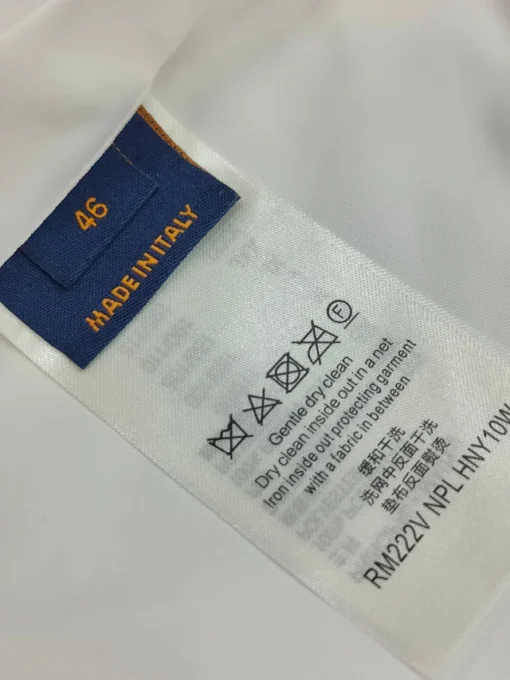 46
MADE IN ITALY
F
Gentle dry clean
Dry clean inside out in a net
Iron inside out protecting garment
with a fabric in between
缓和干洗
洗网中反面干洗
垫布反面熨烫
RM222V NPL HNY10W